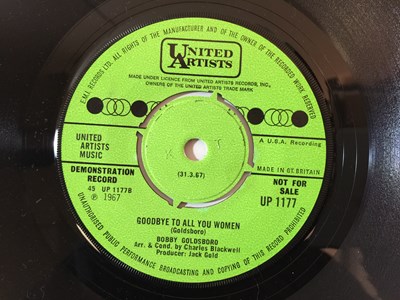 E.M.I. RECORDS LTD. ALL RIGHTS OF THE MANUFACTURER AND OF THE OWNER OF THE RECORDED WORK RESERVED
UNITED
ARTISTS
MADE UNDER LICENCE FROM UNITED ARTISTS RECORDS, INC.,
OWNERS OF THE UNITED ARTISTS TRADE MARK
UNITED
ARTISTS
MUSIC
A U.S.A. Recording
DEMONSTRATION
RECORD
45 UP 1177B
℗ 1967
(31.3.67)
MADE IN GT. BRITAIN
NOT FOR
SALE
UP 1177
GOODBYE TO ALL YOU WOMEN
(Goldsboro)
BOBBY GOLDSBORO
Arr. & Cond. by Charles Blackwell
Producer: Jack Gold
UNAUTHORISED PUBLIC PERFORMANCE BROADCASTING AND COPYING OF THIS RECORD PROHIBITED